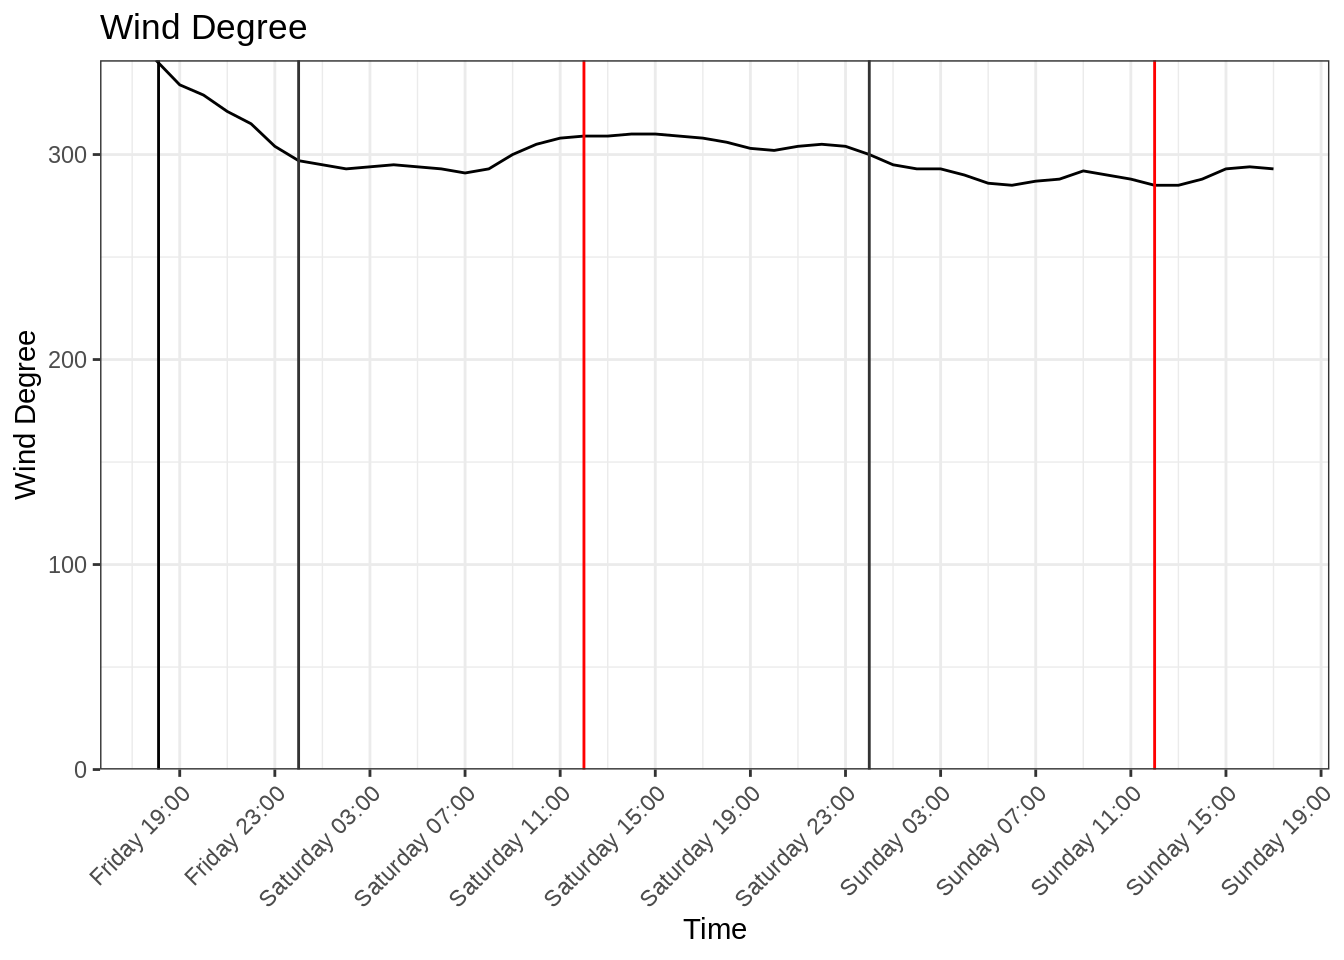 Wind Degree
Wind Degree
300
200
100
0
Friday 19:00
Friday 23:00
Saturday 03:00
Saturday 07:00
Saturday 11:00
Saturday 15:00
Saturday 19:00
Saturday 23:00
Sunday 03:00
Sunday 07:00
Sunday 11:00
Sunday 15:00
Sunday 19:00
Time